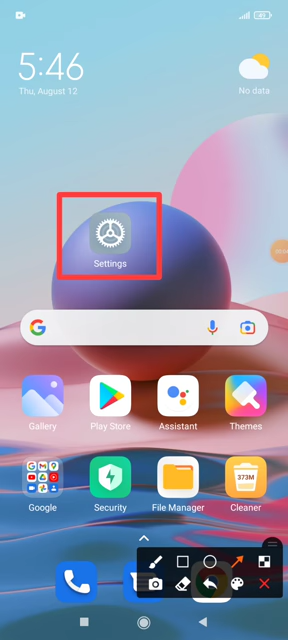 5:46
Thu, August 12
No data
Settings
Gallery
Play Store
Assistant
Themes
373M
Google
Security
File Manager
Cleaner